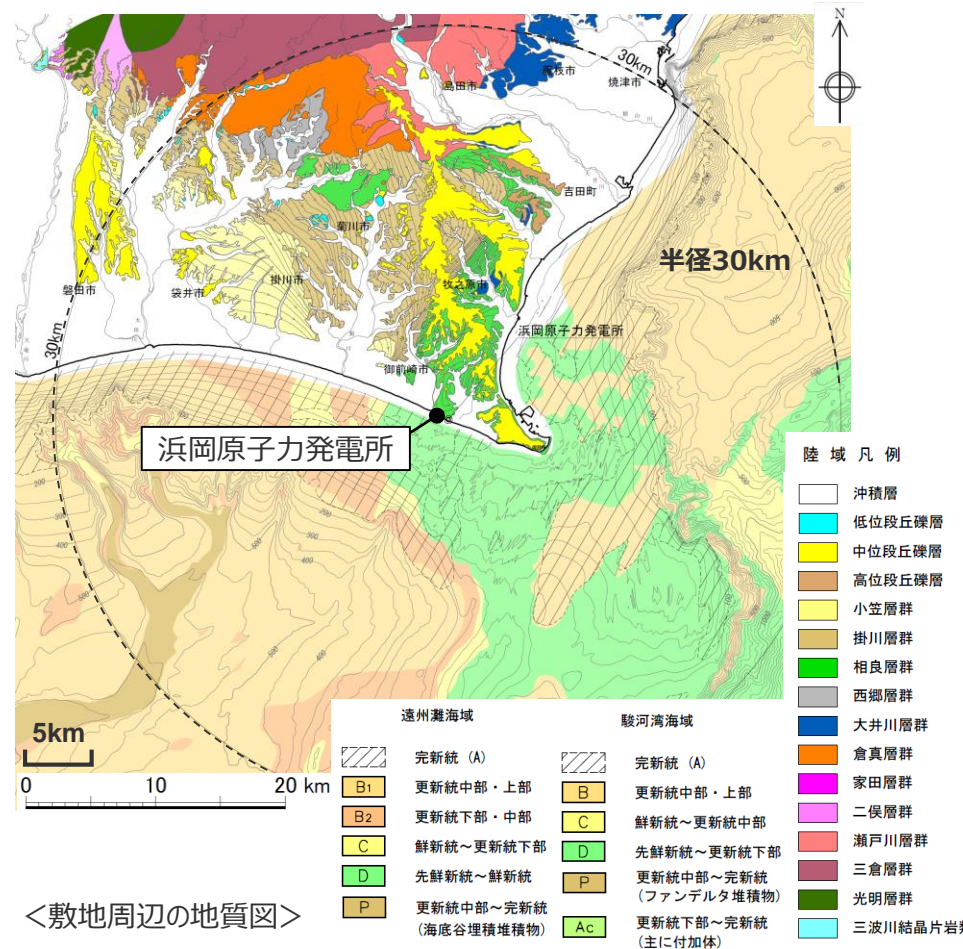 N
30km
島田市
焼津市
吉田町
半径30km
菊川市
牧之原市
掛川市
袋井市
磐田市
30km
浜岡原子力発電所
御前崎市
浜岡原子力発電所
陸域凡例
沖積層
低位段丘礫層
中位段丘礫層
高位段丘礫層
小笠層群
掛川層群
相良層群
西郷層群
大井川層群
倉真層群
家田層群
二俣層群
瀬戸川層群
三倉層群
光明層群
三波川結晶片岩類
5km
0 10 20 km
遠州灘海域
完新統 (A)
B1 更新統中部・上部
B2 更新統下部・中部
C 鮮新統～更新統下部
D 先鮮新統～鮮新統
P 更新統中部～完新統
(海底谷埋積堆積物)
駿河湾海域
完新統 (A)
B 更新統中部・上部
C 鮮新統～更新統中部
D 先鮮新統～更新統下部
P 更新統中部～完新統
(ファンデルタ堆積物)
Ac 更新統下部～完新統
(主に付加体)
＜敷地周辺の地質図＞